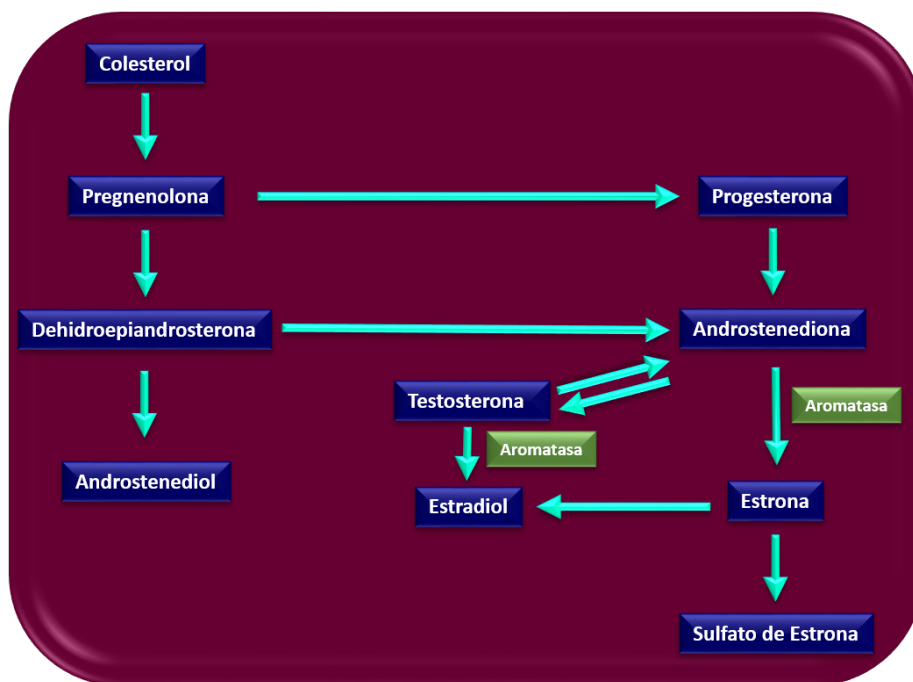 Colesterol
Pregnenolona
Progesterona
Dehidroepiandrosterona
Androstenediona
Testosterona
Aromatasa
Aromatasa
Androstenediol
Estradiol
Estrona
Sulfato de Estrona